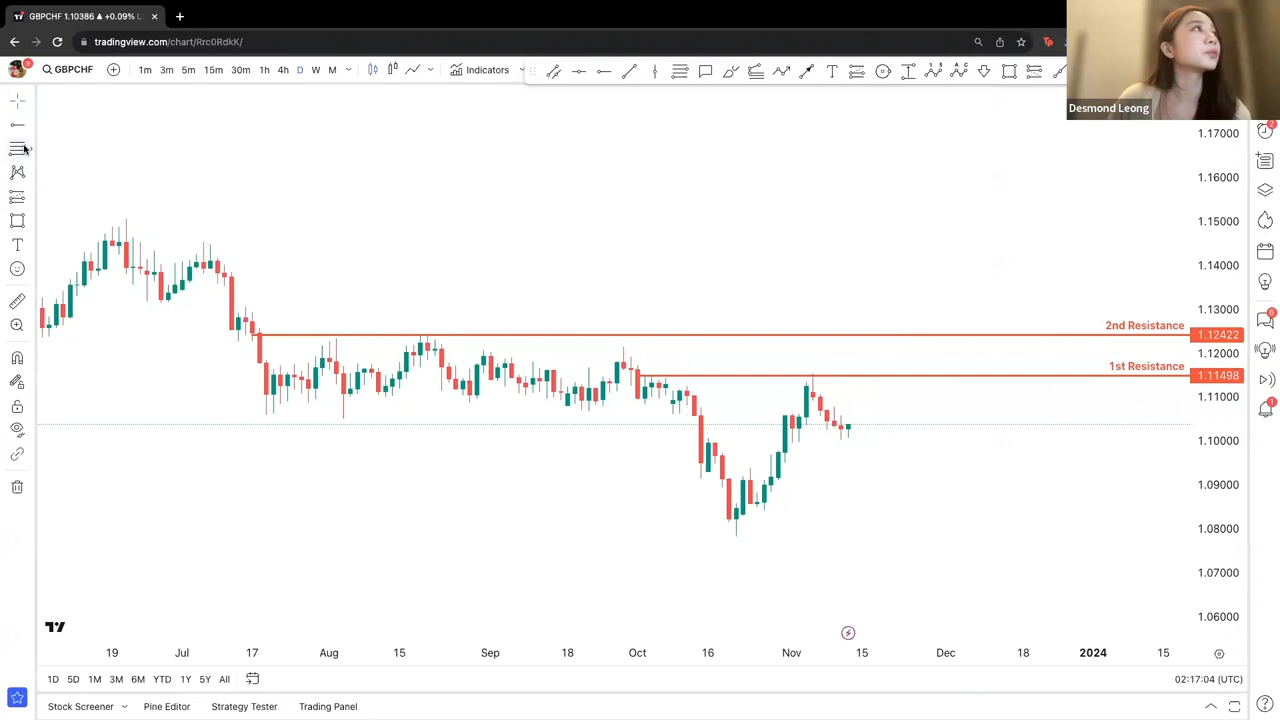 GBPCHF 1.10386 ▲ +0.09%
tradingview.com/chart/Rrc0RdkK/
Desmond Leong
GBPCHF
1m 3m 5m 15m 30m 1h 4h D W M
Indicators
1.17000
1.16000
1.15000
1.14000
1.13000
2nd Resistance 1.12422
1.12000
1st Resistance 1.11498
1.11000
1.10000
1.09000
1.08000
1.07000
1.06000
19 Jul 17 Aug 15 Sep 18 Oct 16 Nov 15 Dec 18 2024 15
1D 5D 1M 3M 6M YTD 1Y 5Y All
02:17:04 (UTC)
Stock Screener Pine Editor Strategy Tester Trading Panel